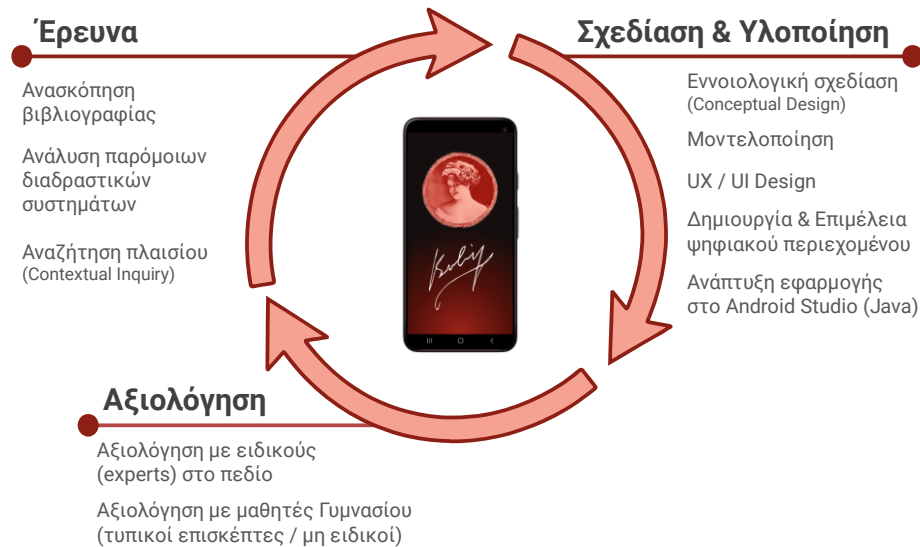 Έρευνα
Ανασκόπηση
βιβλιογραφίας
Ανάλυση παρόμοιων
διαδραστικών
συστημάτων
Αναζήτηση πλαισίου
(Contextual Inquiry)
Σχεδίαση & Υλοποίηση
Εννοιολογική σχεδίαση
(Conceptual Design)
Μοντελοποίηση
UX / UI Design
Δημιουργία & Επιμέλεια
ψηφιακού περιεχομένου
Ανάπτυξη εφαρμογής
στο Android Studio (Java)
Αξιολόγηση
Αξιολόγηση με ειδικούς
(experts) στο πεδίο
Αξιολόγηση με μαθητές Γυμνασίου
(τυπικοί επισκέπτες / μη ειδικοί)